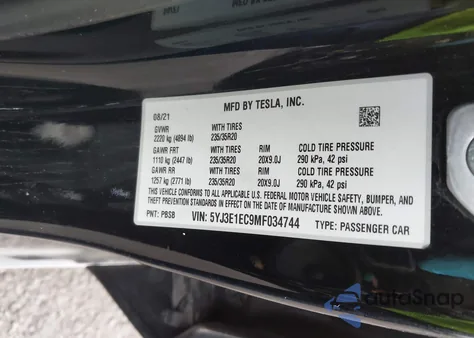 MFD BY TESLA, INC.
08/21
GVWR WITH TIRES
2220 kg (4894 lb) 235/35R20
GAWR FRT WITH TIRES RIM COLD TIRE PRESSURE
1110 kg (2447 lb) 235/35R20 20X9.0J 290 kPa, 42 psi
GAWR RR WITH TIRES RIM COLD TIRE PRESSURE
1257 kg (2771 lb) 235/35R20 20X9.0J 290 kPa, 42 psi
THIS VEHICLE CONFORMS TO ALL APPLICABLE U.S. FEDERAL MOTOR VEHICLE SAFETY, BUMPER, AND
THEFT PREVENTION STANDARDS IN EFFECT ON THE DATE OF MANUFACTURE SHOWN ABOVE.
PNT: PBSB VIN: 5YJ3E1EC9MF034744 TYPE: PASSENGER CAR
autoSnap